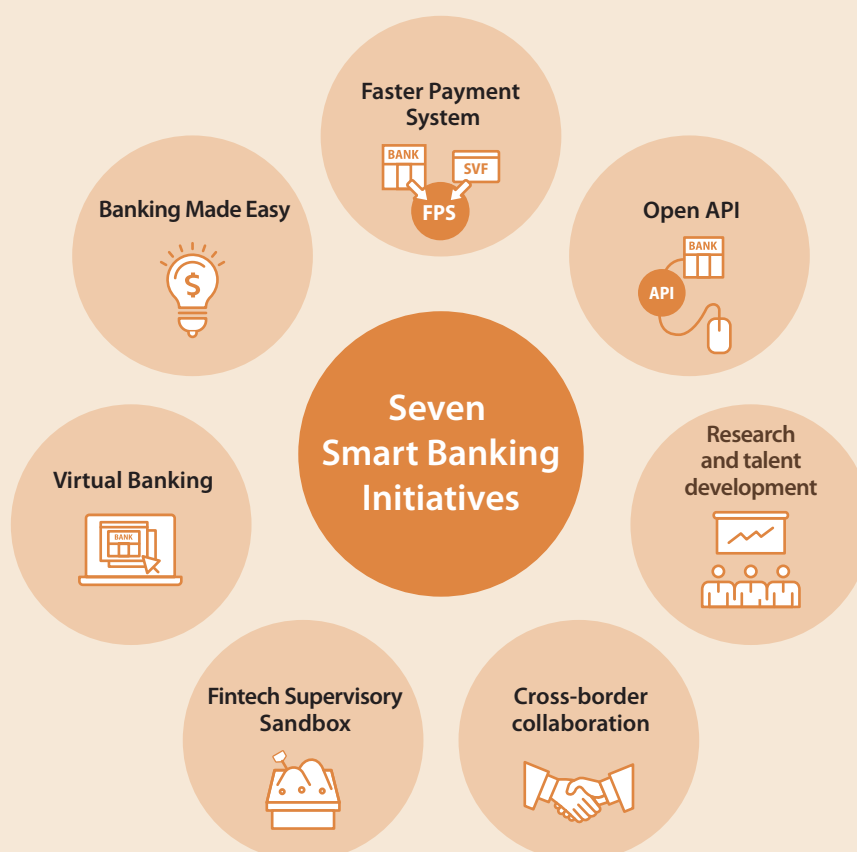 Faster Payment
System
BANK
SVF
FPS
Banking Made Easy
$
Open API
BANK
API
Seven
Smart Banking
Initiatives
Research
and talent
development
Virtual Banking
BANK
Fintech Supervisory
Sandbox
Cross-border
collaboration